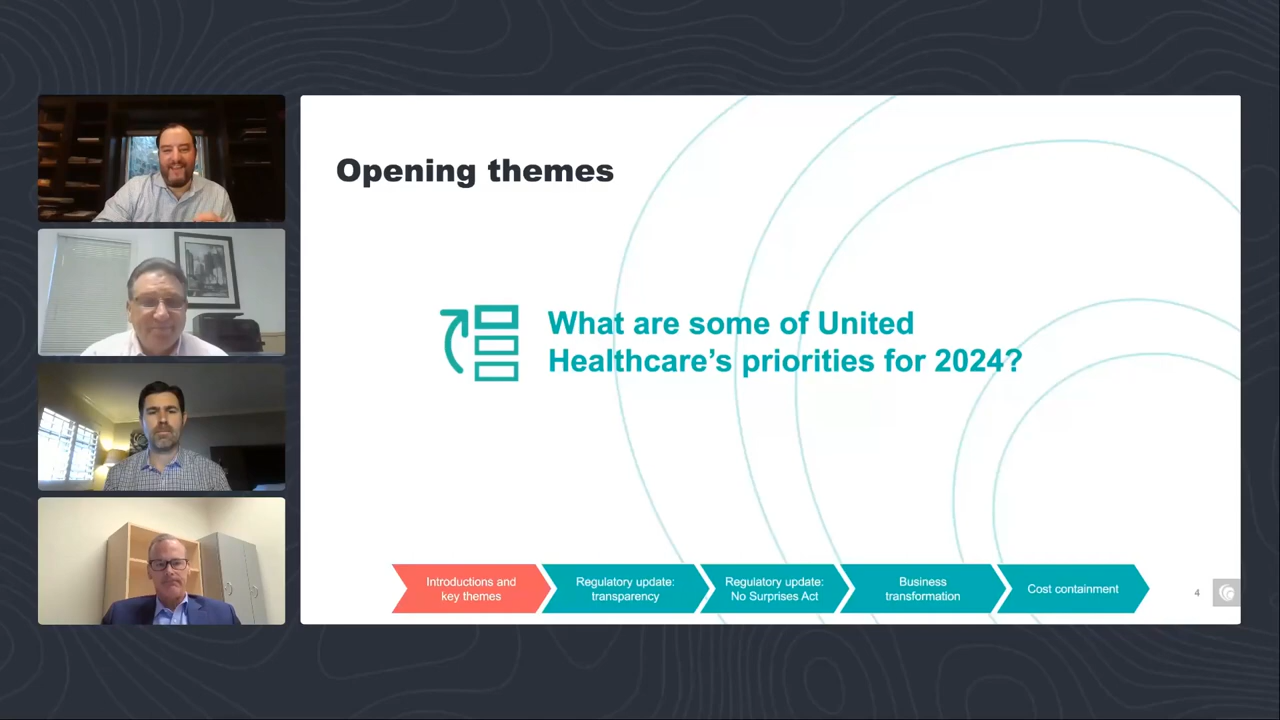 Opening themes
What are some of United
Healthcare’s priorities for 2024?
Introductions and
key themes
Regulatory update:
transparency
Regulatory update:
No Surprises Act
Business
transformation
Cost containment
4